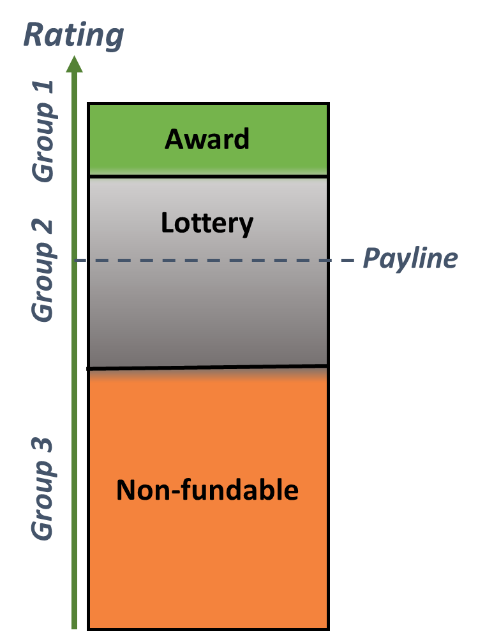 Rating
Group 1
Award
Group 2
Lottery
Payline
Group 3
Non-fundable